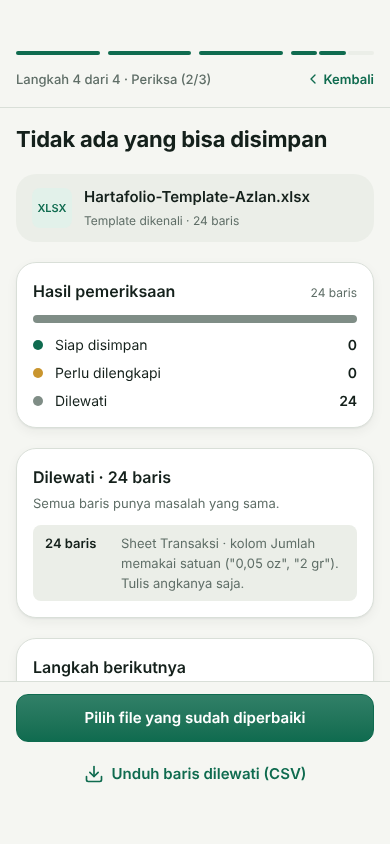 Langkah 4 dari 4 · Periksa (2/3)
Kembali
Tidak ada yang bisa disimpan
XLSX
Hartafolio-Template-Azlan.xlsx
Template dikenali · 24 baris
Hasil pemeriksaan
24 baris
Siap disimpan
0
Perlu dilengkapi
0
Dilewati
24
Dilewati · 24 baris
Semua baris punya masalah yang sama.
24 baris
Sheet Transaksi · kolom Jumlah
memakai satuan ("0,05 oz", "2 gr").
Tulis angkanya saja.
Langkah berikutnya
Pilih file yang sudah diperbaiki
Unduh baris dilewati (CSV)